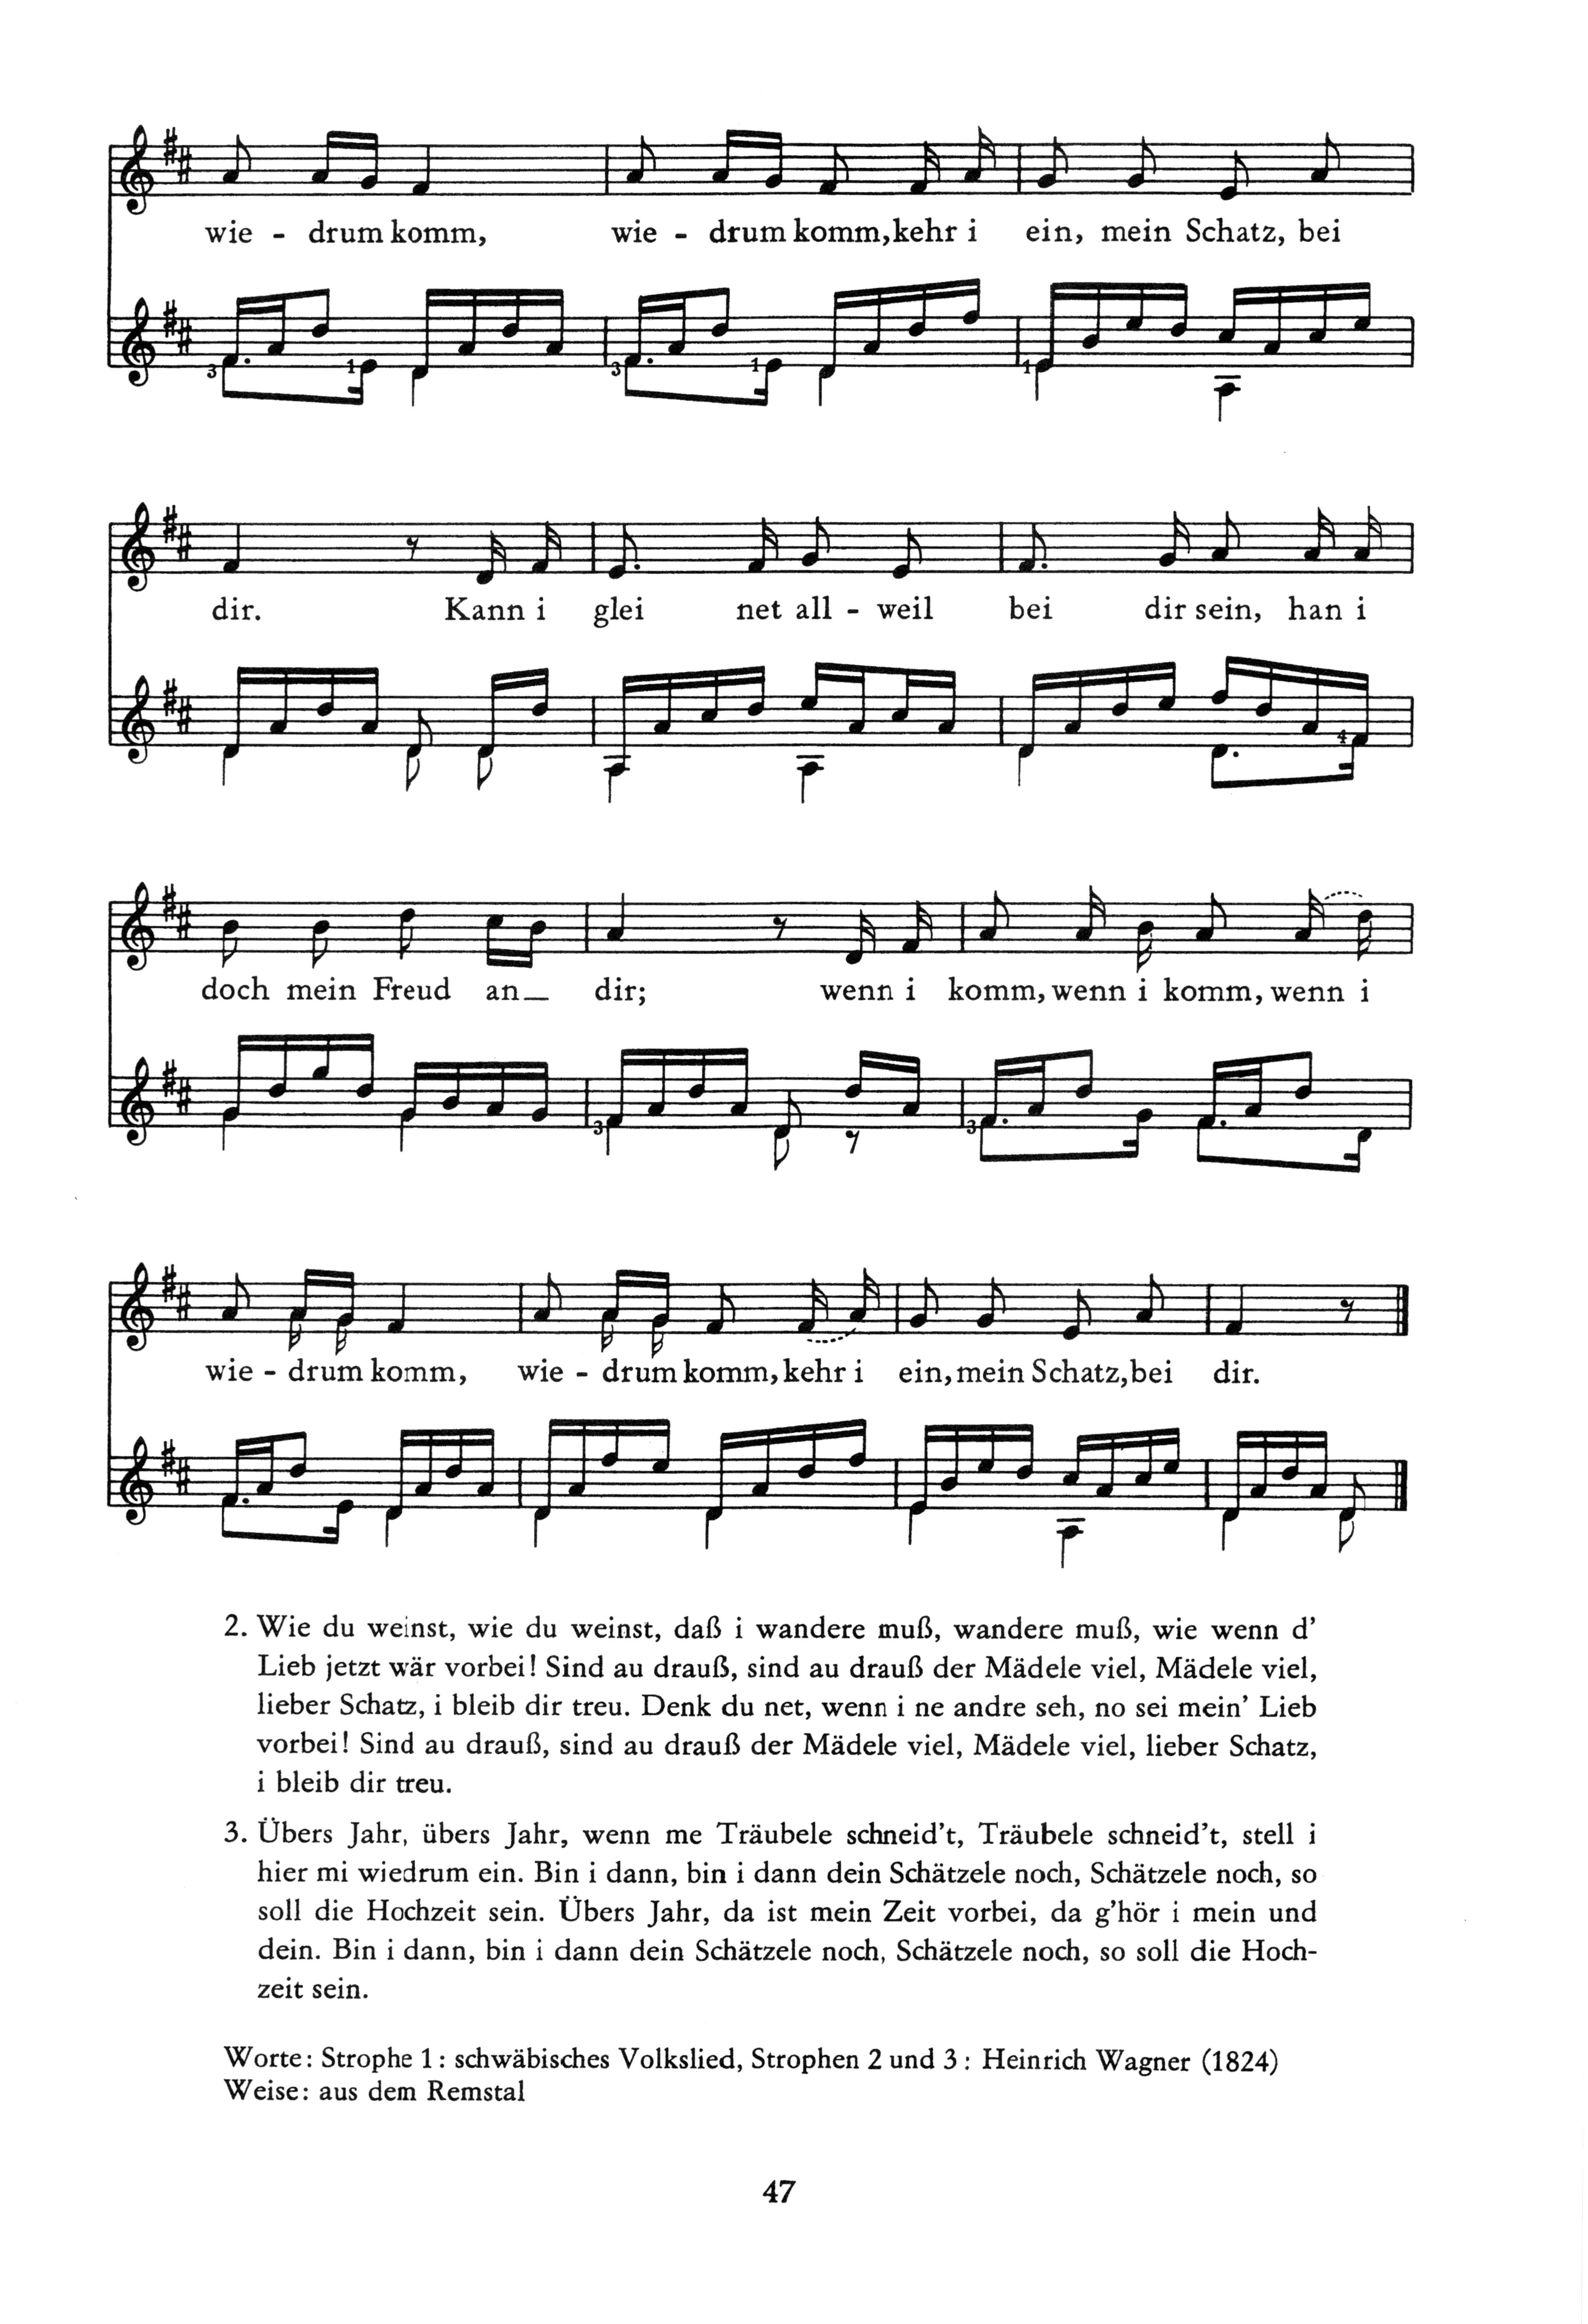 wie - drum komm, wie - drum komm, kehr i ein, mein Schatz, bei
3 1 3 1 1
dir. Kann i glei net all - weil bei dir sein, han i
4
doch mein Freud an_ dir; wenn i komm, wenn i komm, wenn i
3 3
wie - drum komm, wie - drum komm, kehr i ein, mein Schatz, bei dir.
2. Wie du weinst, wie du weinst, daß i wandere muß, wandere muß, wie wenn d'
Lieb jetzt wär vorbei! Sind au drauß, sind au drauß der Mädele viel, Mädele viel,
lieber Schatz, i bleib dir treu. Denk du net, wenn i ne andre seh, no sei mein' Lieb
vorbei! Sind au drauß, sind au drauß der Mädele viel, Mädele viel, lieber Schatz,
i bleib dir treu.
3. Übers Jahr, übers Jahr, wenn me Träubele schneid't, Träubele schneid't, stell i
hier mi wiedrum ein. Bin i dann, bin i dann dein Schätzele noch, Schätzele noch, so
soll die Hochzeit sein. Übers Jahr, da ist mein Zeit vorbei, da g'hör i mein und
dein. Bin i dann, bin i dann dein Schätzele noch, Schätzele noch, so soll die Hoch-
zeit sein.
Worte: Strophe 1: schwäbisches Volkslied, Strophen 2 und 3: Heinrich Wagner (1824)
Weise: aus dem Remstal
47